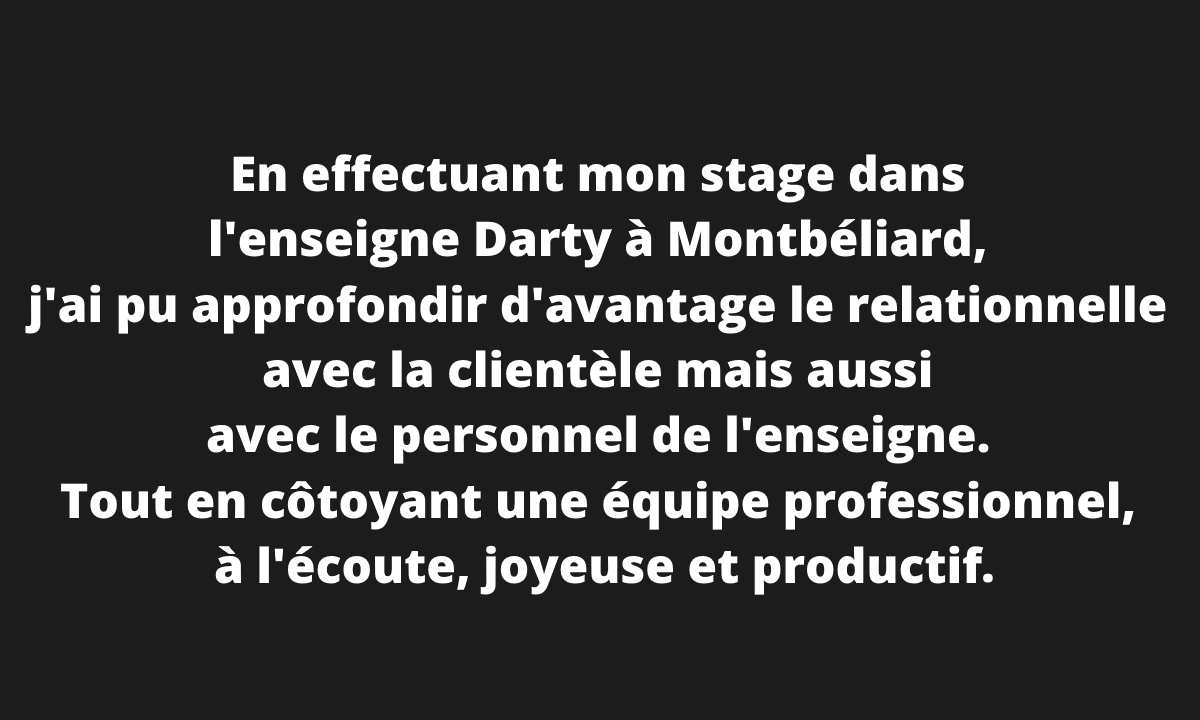 En effectuant mon stage dans
l'enseigne Darty à Montbéliard,
j'ai pu approfondir d'avantage le relationnelle
avec la clientèle mais aussi
avec le personnel de l'enseigne.
Tout en côtoyant une équipe professionnel,
à l'écoute, joyeuse et productif.